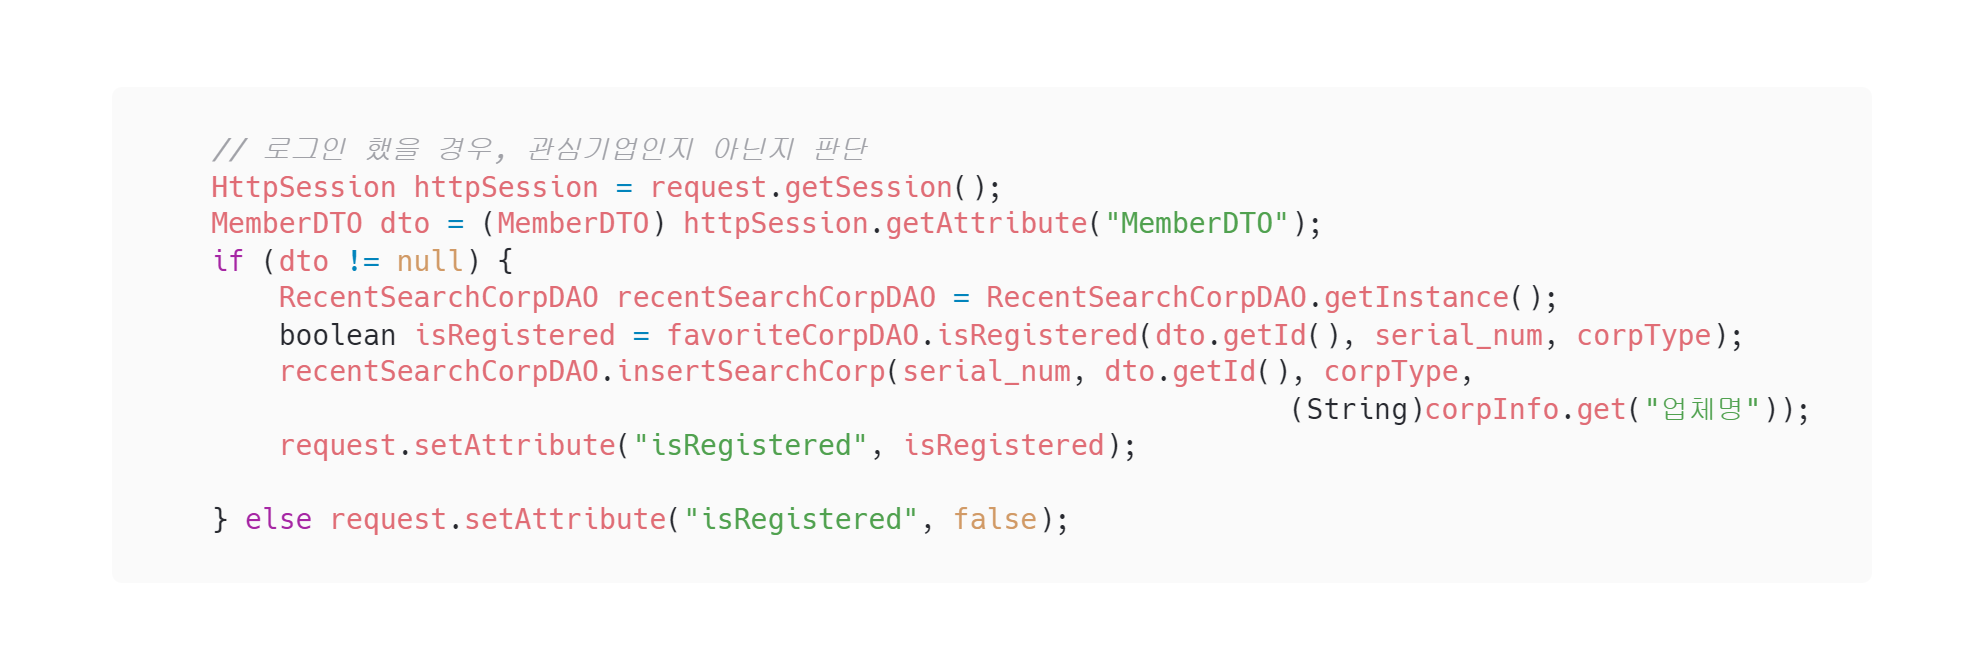 // 로그인 했을 경우, 관심기업인지 아닌지 판단
HttpSession httpSession = request.getSession();
MemberDTO dto = (MemberDTO) httpSession.getAttribute("MemberDTO");
if (dto != null) {
    RecentSearchCorpDAO recentSearchCorpDAO = RecentSearchCorpDAO.getInstance();
    boolean isRegistered = favoriteCorpDAO.isRegistered(dto.getId(), serial_num, corpType);
    recentSearchCorpDAO.insertSearchCorp(serial_num, dto.getId(), corpType,
                                                                (String)corpInfo.get("업체명"));
    request.setAttribute("isRegistered", isRegistered);

} else request.setAttribute("isRegistered", false);